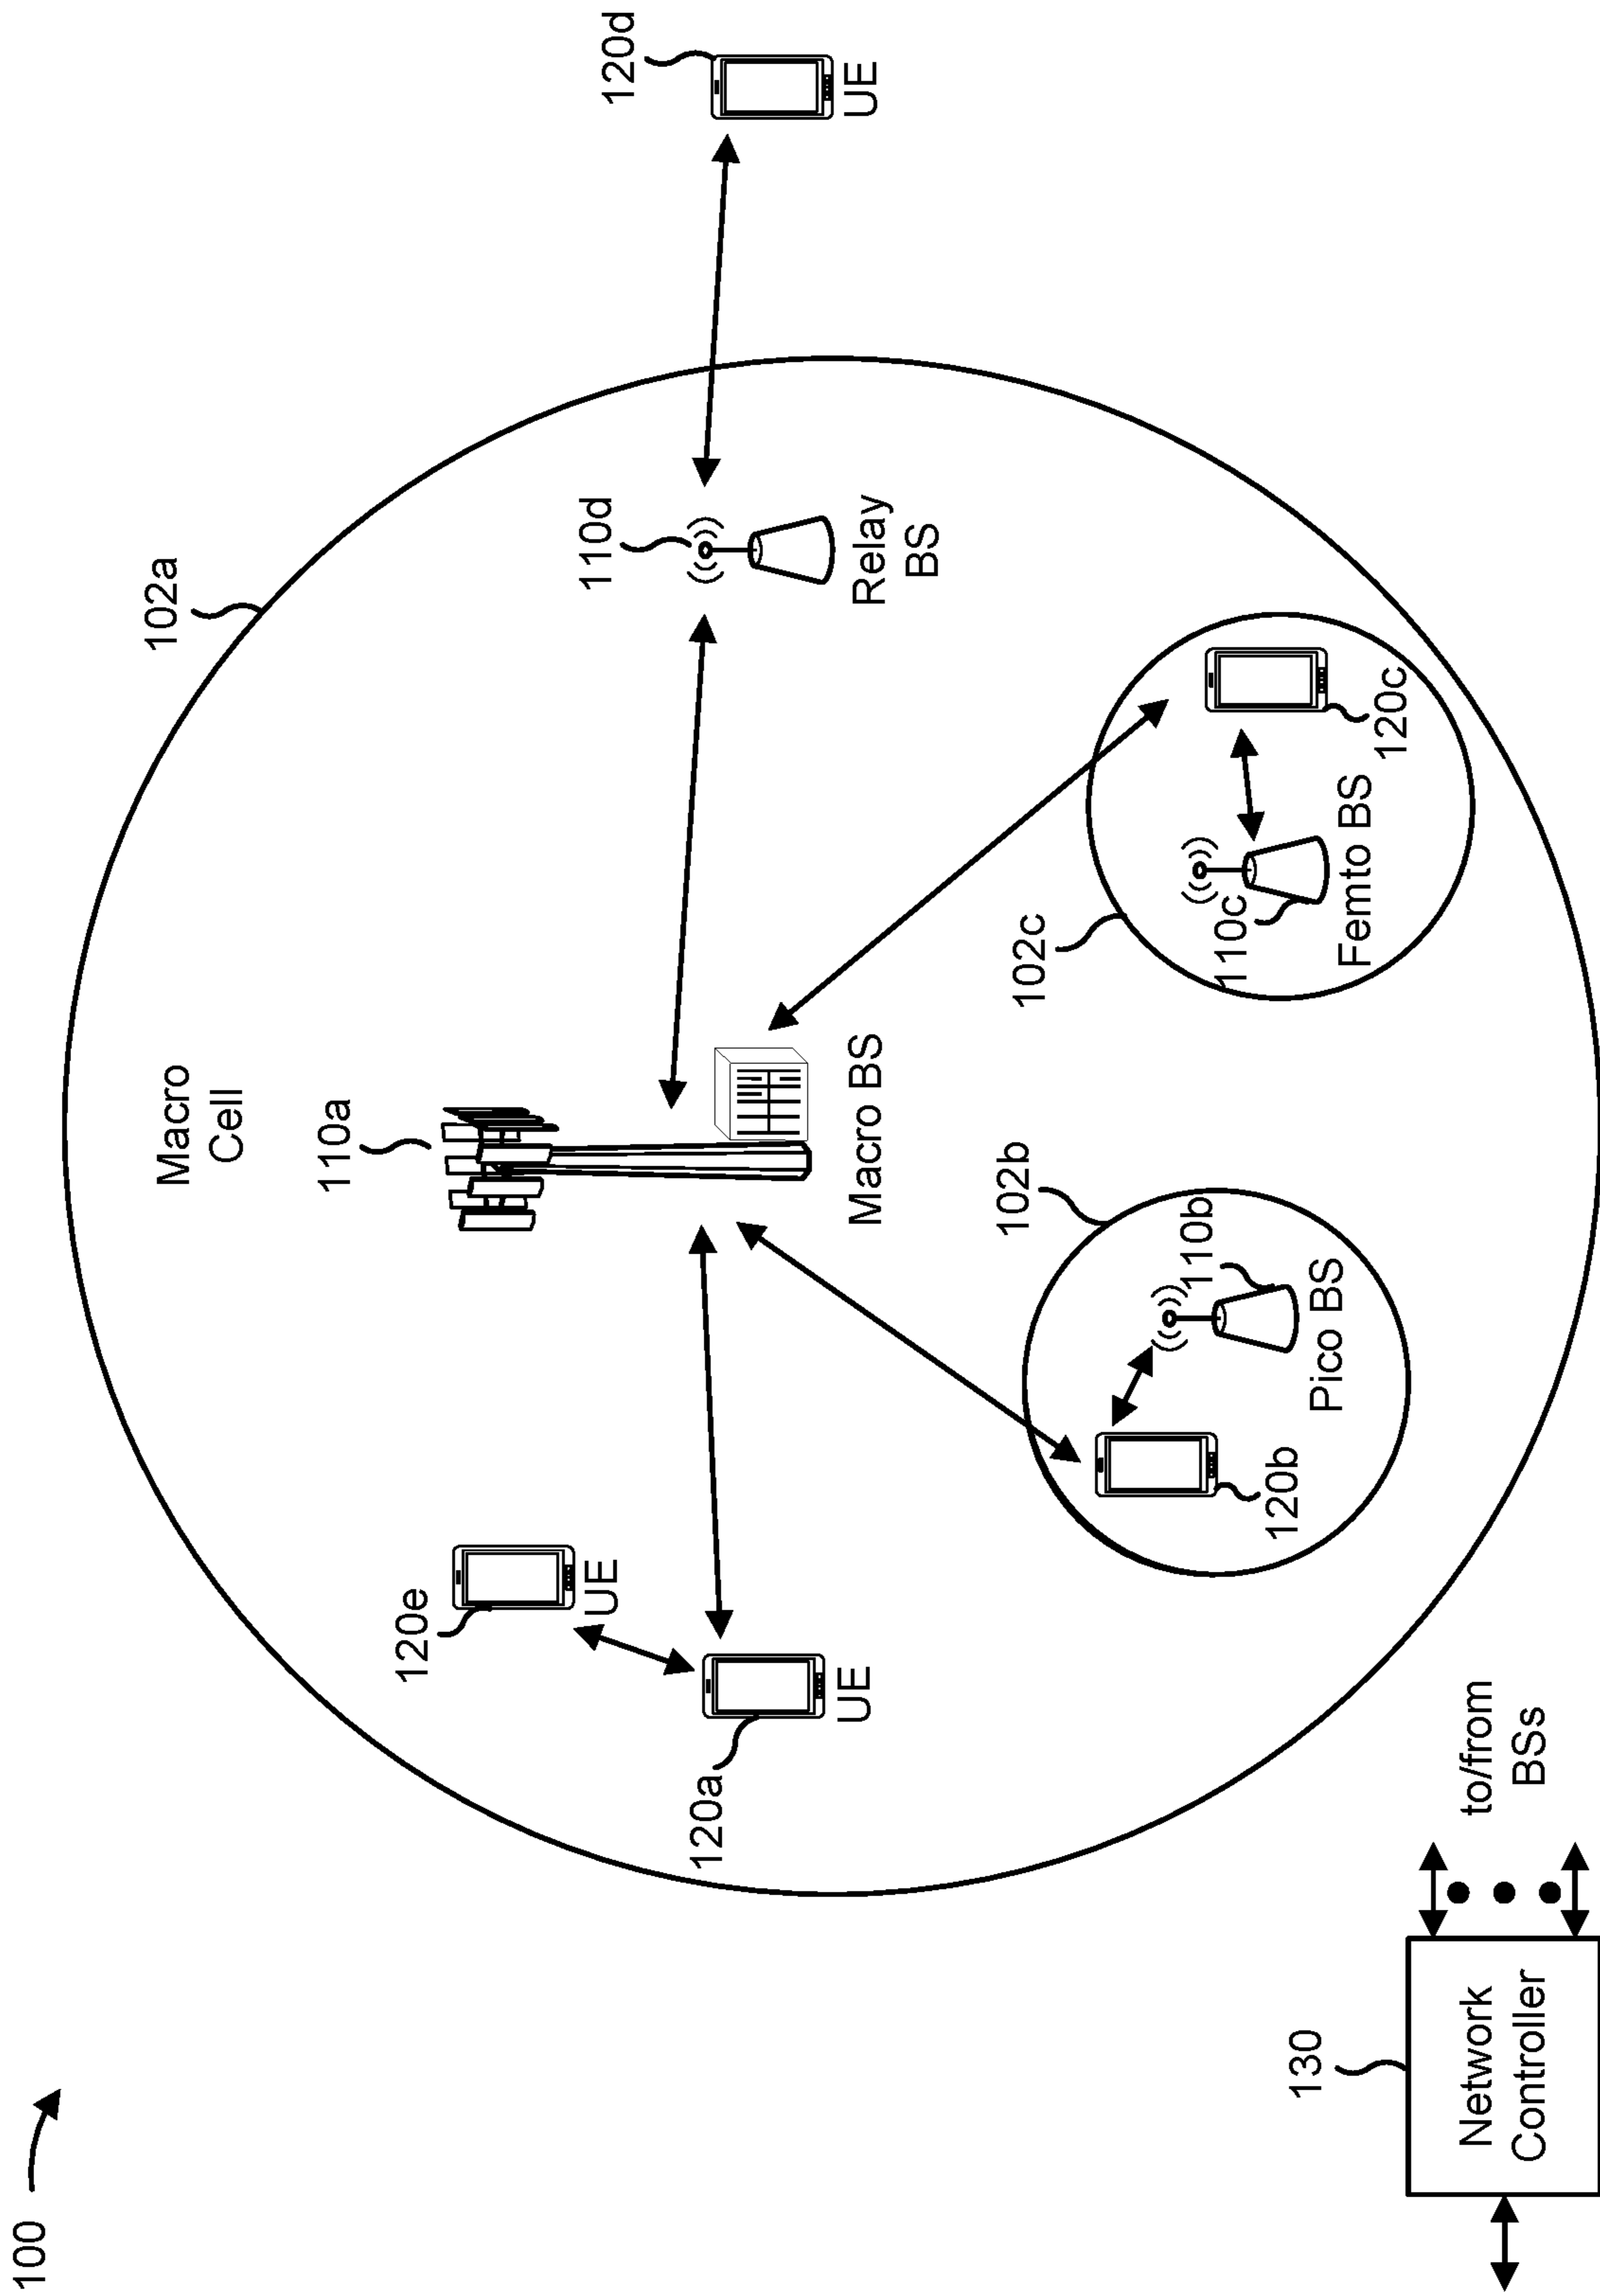 100
Macro
Cell
102a
110a
120d
UE
110d
Relay
BS
120e
UE
120a
UE
Macro BS
102b
102c
110b
Pico BS
120b
110c
Femto BS
120c
130
Network
Controller
to/from
BSs